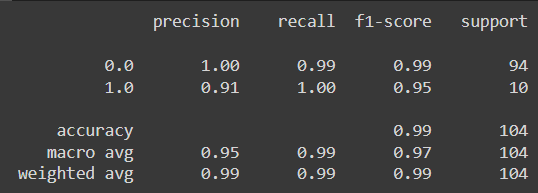 precision recall f1-score support
0.0 1.00 0.99 0.99 94
1.0 0.91 1.00 0.95 10
accuracy 0.99 104
macro avg 0.95 0.99 0.97 104
weighted avg 0.99 0.99 0.99 104